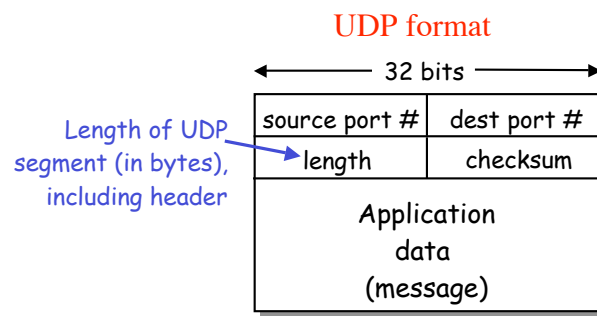 UDP format
32 bits
source port #
dest port #
Length of UDP
segment (in bytes),
including header
length
checksum
Application
data
(message)